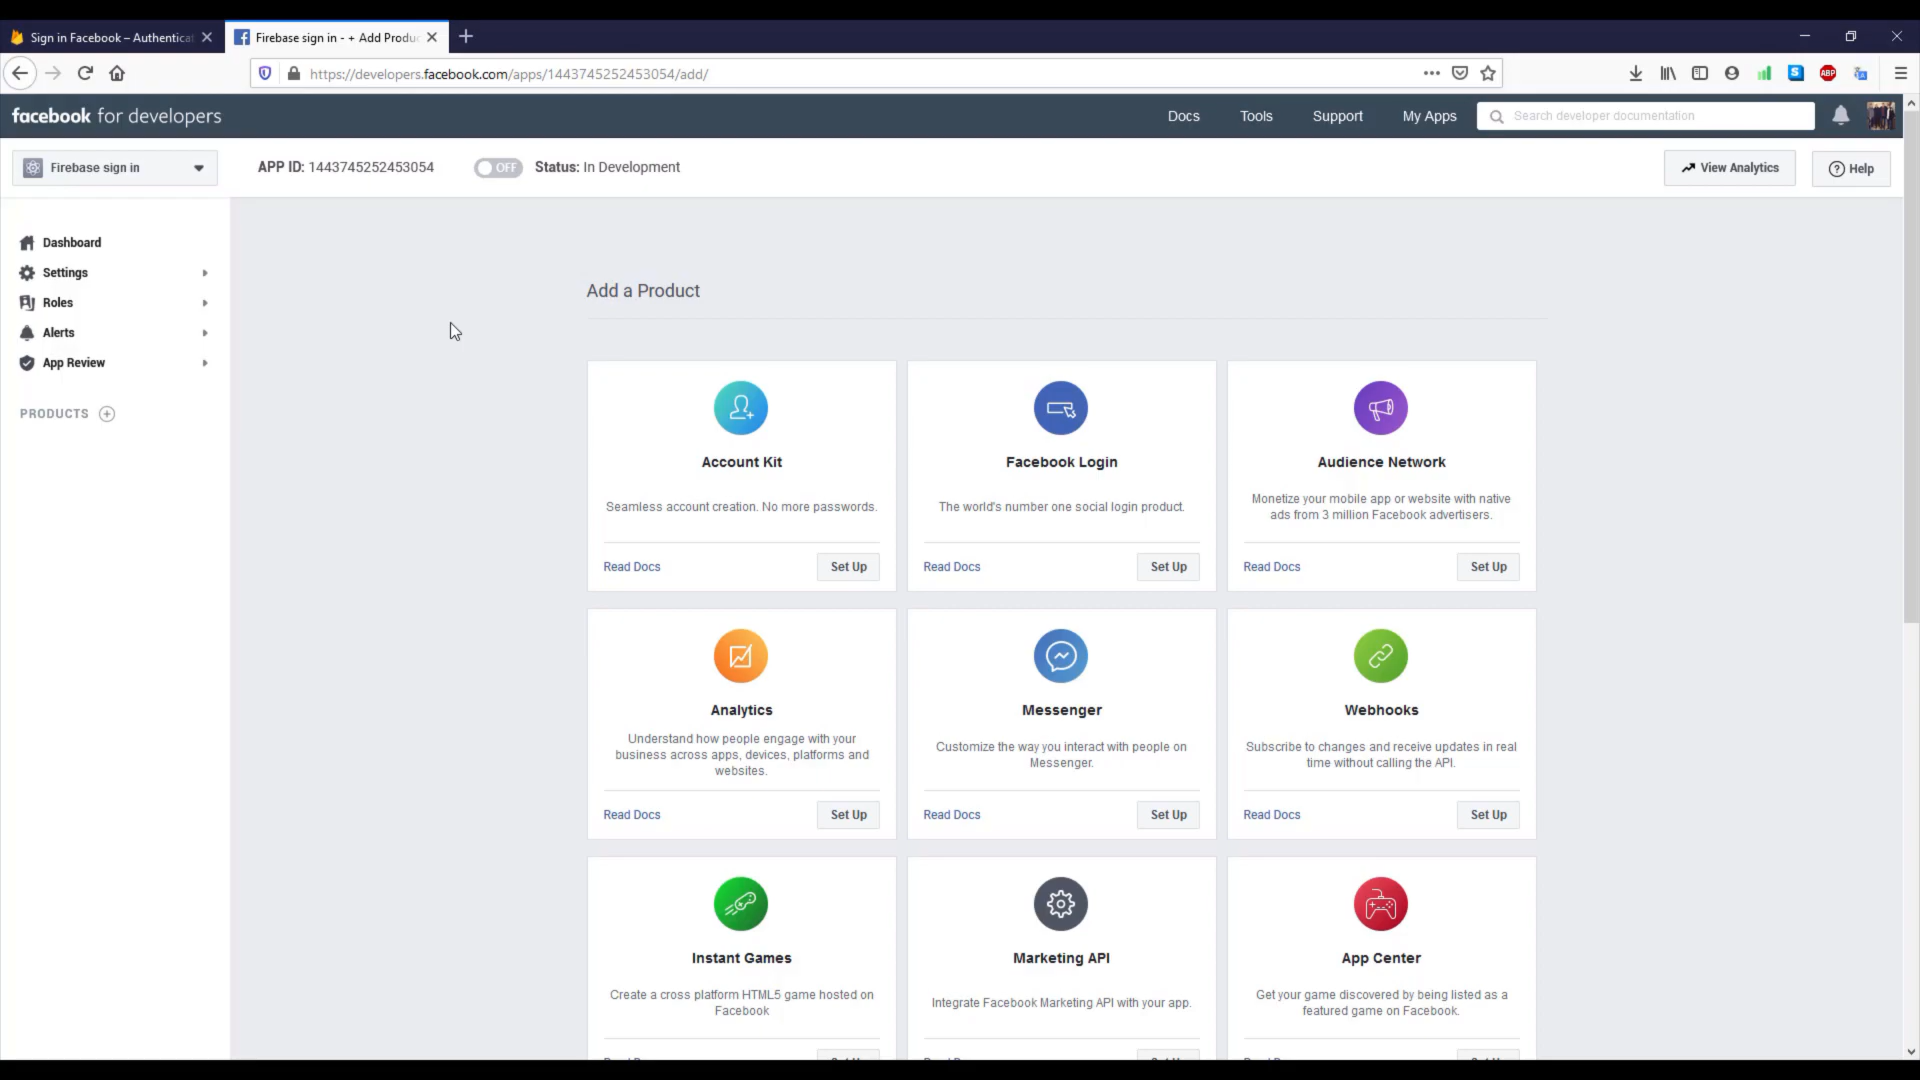 Sign in Facebook – Authenticat
Firebase sign in - + Add Produc
https://developers.facebook.com/apps/1443745252453054/add/
ABP
facebook for developers
Docs
Tools
Support
My Apps
Search developer documentation
Firebase sign in
APP ID: 1443745252453054
OFF
Status: In Development
View Analytics
Help
Dashboard
Settings
Roles
Alerts
App Review
PRODUCTS
Add a Product
Account Kit
Seamless account creation. No more passwords.
Read Docs
Set Up
Facebook Login
The world's number one social login product.
Read Docs
Set Up
Audience Network
Monetize your mobile app or website with native
ads from 3 million Facebook advertisers.
Read Docs
Set Up
Analytics
Understand how people engage with your
business across apps, devices, platforms and
websites.
Read Docs
Set Up
Messenger
Customize the way you interact with people on
Messenger.
Read Docs
Set Up
Webhooks
Subscribe to changes and receive updates in real
time without calling the API.
Read Docs
Set Up
Instant Games
Create a cross platform HTML5 game hosted on
Facebook
Marketing API
Integrate Facebook Marketing API with your app.
App Center
Get your game discovered by being listed as a
featured game on Facebook.